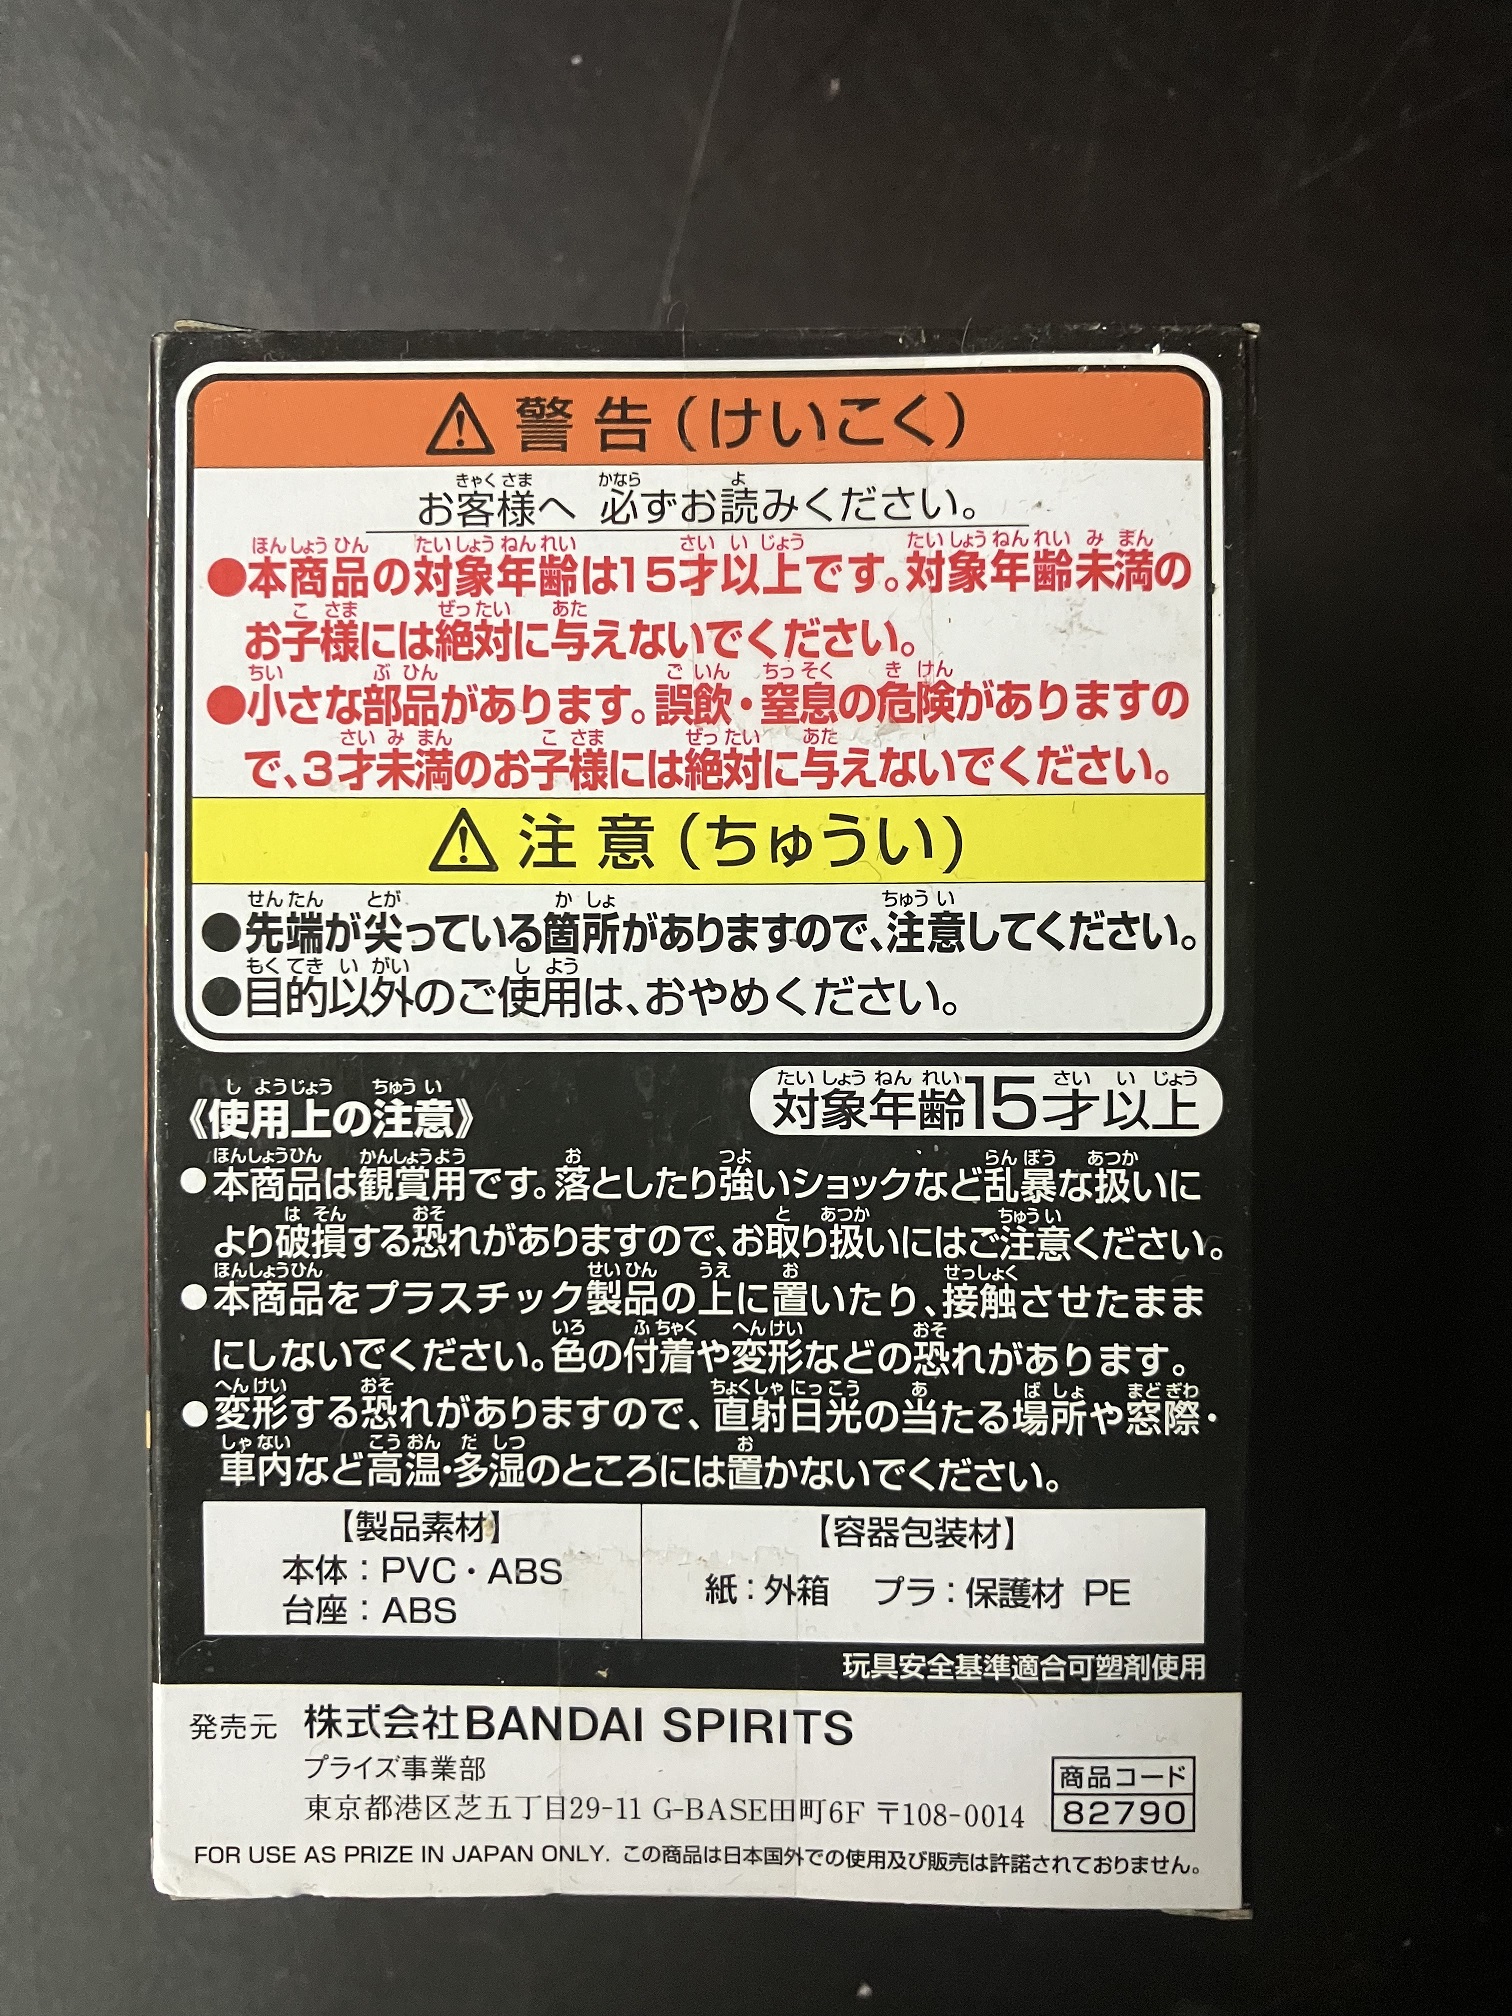 警告(けいこく)
お客様へ 必ずお読みください。
●本商品の対象年齢は15才以上です。対象年齢未満の
お子様には絶対に与えないでください。
●小さな部品があります。誤飲・窒息の危険がありますの
で、3才未満のお子様には絶対に与えないでください。
注意(ちゅうい)
●先端が尖っている箇所がありますので、注意してください。
●目的以外のご使用は、おやめください。
《使用上の注意》
対象年齢15才以上
●本商品は観賞用です。落としたり強いショックなど乱暴な扱いに
より破損する恐れがありますので、お取り扱いにはご注意ください。
●本商品をプラスチック製品の上に置いたり、接触させたまま
にしないでください。色の付着や変形などの恐れがあります。
●変形する恐れがありますので、直射日光の当たる場所や窓際・
車内など高温・多湿のところには置かないでください。
【製品素材】
本体：PVC・ABS
台座：ABS
【容器包装材】
紙：外箱　プラ：保護材 PE
玩具安全基準適合可塑剤使用
発売元 株式会社BANDAI SPIRITS
プライズ事業部
東京都港区芝五丁目29-11 G-BASE田町6F 〒108-0014
商品コード
82790
FOR USE AS PRIZE IN JAPAN ONLY. この商品は日本国外での使用及び販売は許諾されておりません。